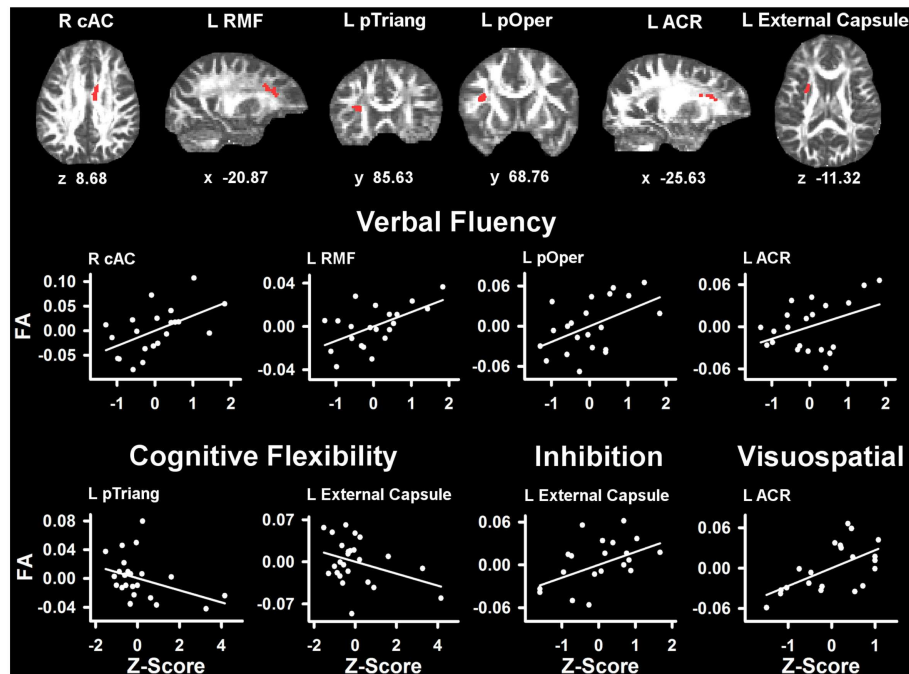 R cAC L RMF L pTriang L pOper L ACR L External Capsule
z 8.68 x -20.87 y 85.63 y 68.76 x -25.63 z -11.32
Verbal Fluency
R cAC L RMF L pOper L ACR
FA
0.10
0.05
0.00
-0.05
-1 0 1 2
0.04
0.00
-0.04
-1 0 1 2
0.06
0.00
-0.06
-1 0 1 2
0.06
0.00
-0.06
-1 0 1 2
Cognitive Flexibility Inhibition Visuospatial
L pTriang L External Capsule L External Capsule L ACR
FA
0.08
0.04
0.00
-0.04
-2 0 2 4
Z-Score
0.07
0.00
-0.07
-2 0 2 4
Z-Score
0.06
0.00
-0.06
-2 -1 0 1 2
Z-Score
0.06
0.00
-0.06
-1 0 1
Z-Score